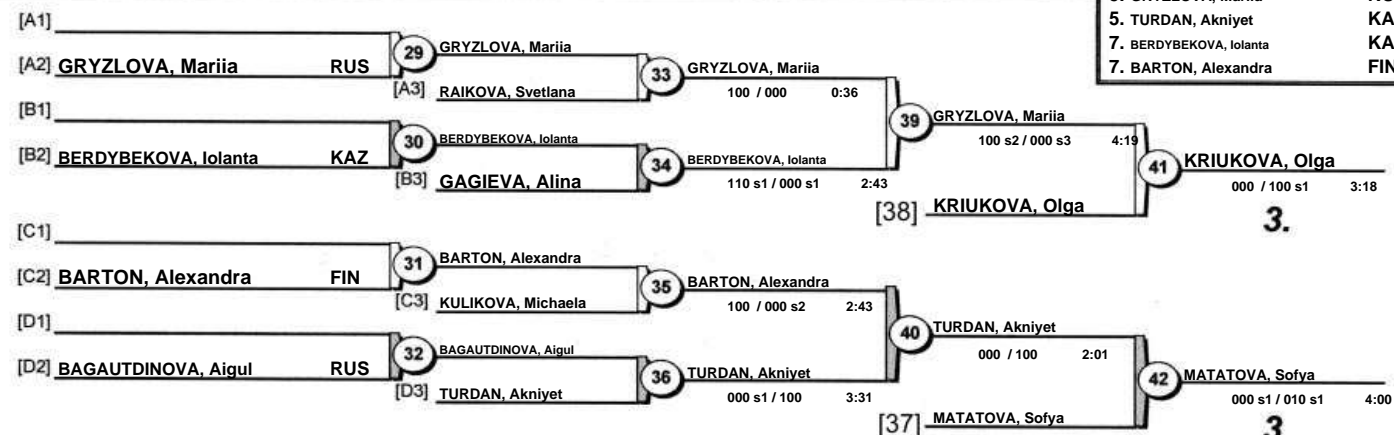 5. TURDAN, Akniyet KA
7. BERDYBEKOVA, Iolanta KA
7. BARTON, Alexandra FIN
[A1]
[A2] GRYZLOVA, Mariia RUS
29
GRYZLOVA, Mariia
[A3] RAIKOVA, Svetlana
33
GRYZLOVA, Mariia
100 / 000 0:36
[B1]
[B2] BERDYBEKOVA, Iolanta KAZ
30
BERDYBEKOVA, Iolanta
[B3] GAGIEVA, Alina
34
BERDYBEKOVA, Iolanta
110 s1 / 000 s1 2:43
39
GRYZLOVA, Mariia
100 s2 / 000 s3 4:19
[38] KRIUKOVA, Olga
41
KRIUKOVA, Olga
000 / 100 s1 3:18
3.
[C1]
[C2] BARTON, Alexandra FIN
31
BARTON, Alexandra
[C3] KULIKOVA, Michaela
35
BARTON, Alexandra
100 / 000 s2 2:43
[D1]
[D2] BAGAUTDINOVA, Aigul RUS
32
BAGAUTDINOVA, Aigul
[D3] TURDAN, Akniyet
36
TURDAN, Akniyet
000 s1 / 100 3:31
40
TURDAN, Akniyet
000 / 100 2:01
[37] MATATOVA, Sofya
42
MATATOVA, Sofya
000 s1 / 010 s1 4:00
3